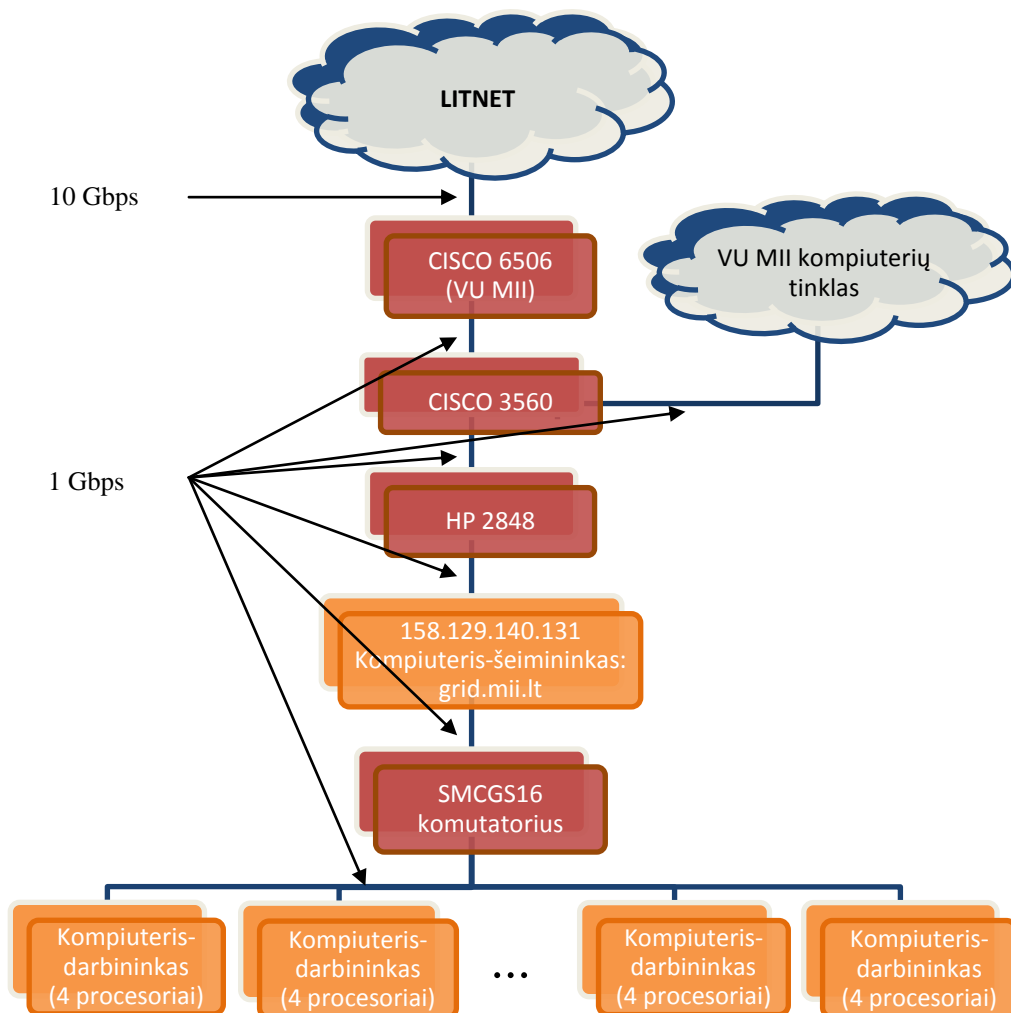 LITNET
10 Gbps
CISCO 6506
(VU MII)
VU MII kompiuterių
tinklas
CISCO 3560
1 Gbps
HP 2848
158.129.140.131
Kompiuteris-šeimininkas:
grid.mii.lt
SMCGS16
komutatorius
Kompiuteris-
darbininkas
(4 procesoriai)
Kompiuteris-
darbininkas
(4 procesoriai)
...
Kompiuteris-
darbininkas
(4 procesoriai)
Kompiuteris-
darbininkas
(4 procesoriai)